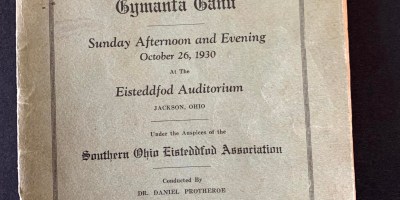 Gymanfa Ganu
Sunday Afternoon and Evening
October 26, 1930
At The
Eisteddfod Auditorium
JACKSON, OHIO
Under the Auspices of the
Southern Ohio Eisteddfod Association
Conducted By
DR. DANIEL PROTHEROE